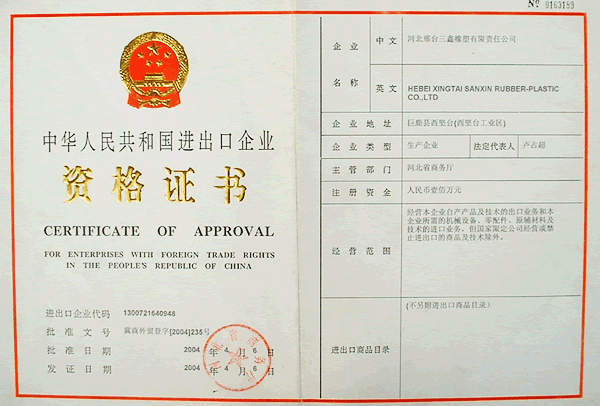 中华人民共和国进出口企业
资格证书
CERTIFICATE OF APPROVAL
FOR ENTERPRISES WITH FOREIGN TRADE RIGHTS
IN THE PEOPLE'S REPUBLIC OF CHINA
进出口企业代码 1300721640948
批准文号 冀商外贸登字[2004]235号
批准日期 2004年4月6日
发证日期 2004年4月6日
No 0163159
企业名称 中文 河北邢台三鑫橡塑有限责任公司
英文 HEBEI XINGTAI SANXIN RUBBER-PLASTIC
CO.,LTD
企业地址 巨鹿县西坚台(西坚台工业区)
企业类型 生产企业 法定代表人 卢占超
主管部门 河北省商务厅
注册资金 人民币壹佰万元
经营范围
经营本企业自产产品及技术的出口业务和本
企业所需的机械设备、零配件、原辅材料及
技术的进口业务，但国家限定公司经营或禁
止进出口的商品及技术除外。
进出口商品目录
(不另附进出口商品目录)